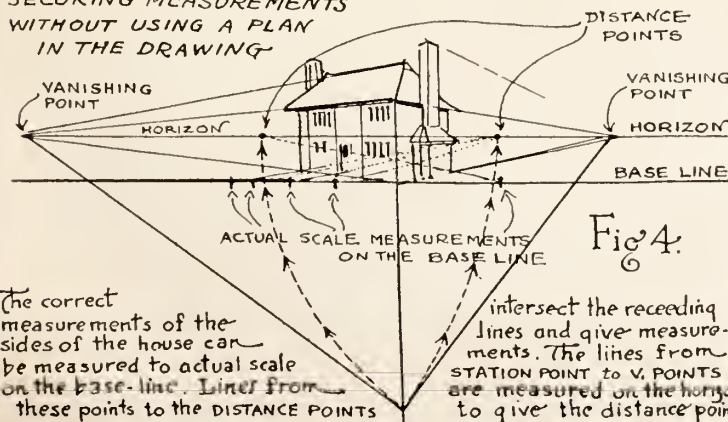 SECURING MEASUREMENTS
WITHOUT USING A PLAN
IN THE DRAWING
DISTANCE
POINTS
VANISHING
POINT
VANISHING
POINT
HORIZON
HORIZON
BASE LINE
ACTUAL SCALE MEASUREMENTS
ON THE BASE LINE
Fig 4.
The correct
measurements of the
sides of the house can
be measured to actual scale
on the base-line. Lines from
these points to the DISTANCE POINTS
intersect the receeding
lines and give measure-
ments. The lines from
STATION POINT to V. POINTS
are measured on the
to give the distance